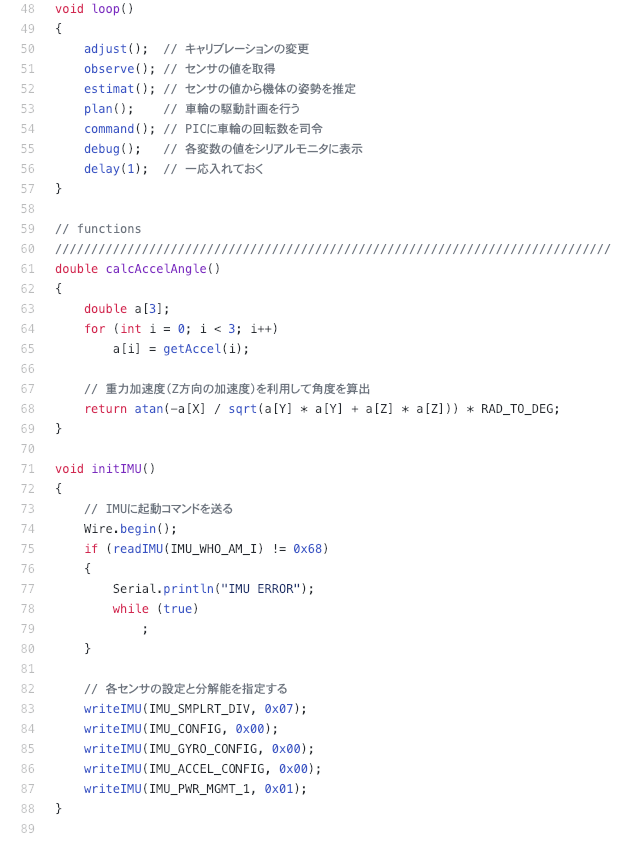 48 void loop()
49 {
50     adjust();  // キャリブレーションの変更
51     observe(); // センサの値を取得
52     estimat(); // センサの値から機体の姿勢を推定
53     plan();    // 車輪の駆動計画を行う
54     command(); // PICに車輪の回転数を司令
55     debug();   // 各変数の値をシリアルモニタに表示
56     delay(1);  // 一応入れておく
57 }
58
59 // functions
60 /////////////////////////////////////////////////////////////////////////////
61 double calcAccelAngle()
62 {
63     double a[3];
64     for (int i = 0; i < 3; i++)
65         a[i] = getAccel(i);
66
67     // 重力加速度(Z方向の加速度)を利用して角度を算出
68     return atan(-a[X] / sqrt(a[Y] * a[Y] + a[Z] * a[Z])) * RAD_TO_DEG;
69 }
70
71 void initIMU()
72 {
73     // IMUに起動コマンドを送る
74     Wire.begin();
75     if (readIMU(IMU_WHO_AM_I) != 0x68)
76     {
77         Serial.println("IMU ERROR");
78         while (true)
79             ;
80     }
81
82     // 各センサの設定と分解能を指定する
83     writeIMU(IMU_SMPLRT_DIV, 0x07);
84     writeIMU(IMU_CONFIG, 0x00);
85     writeIMU(IMU_GYRO_CONFIG, 0x00);
86     writeIMU(IMU_ACCEL_CONFIG, 0x00);
87     writeIMU(IMU_PWR_MGMT_1, 0x01);
88 }
89